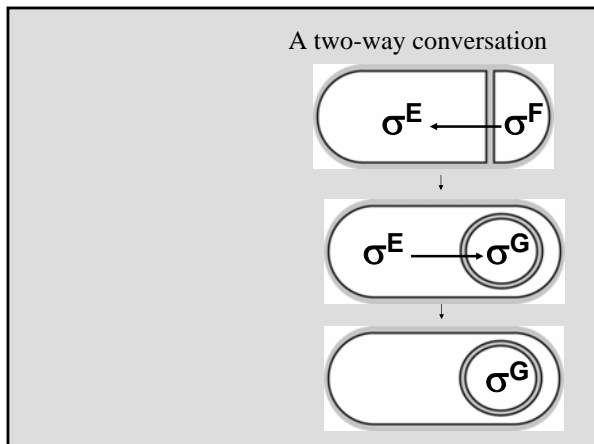 A two-way conversation
σE σF
σE σG
σG